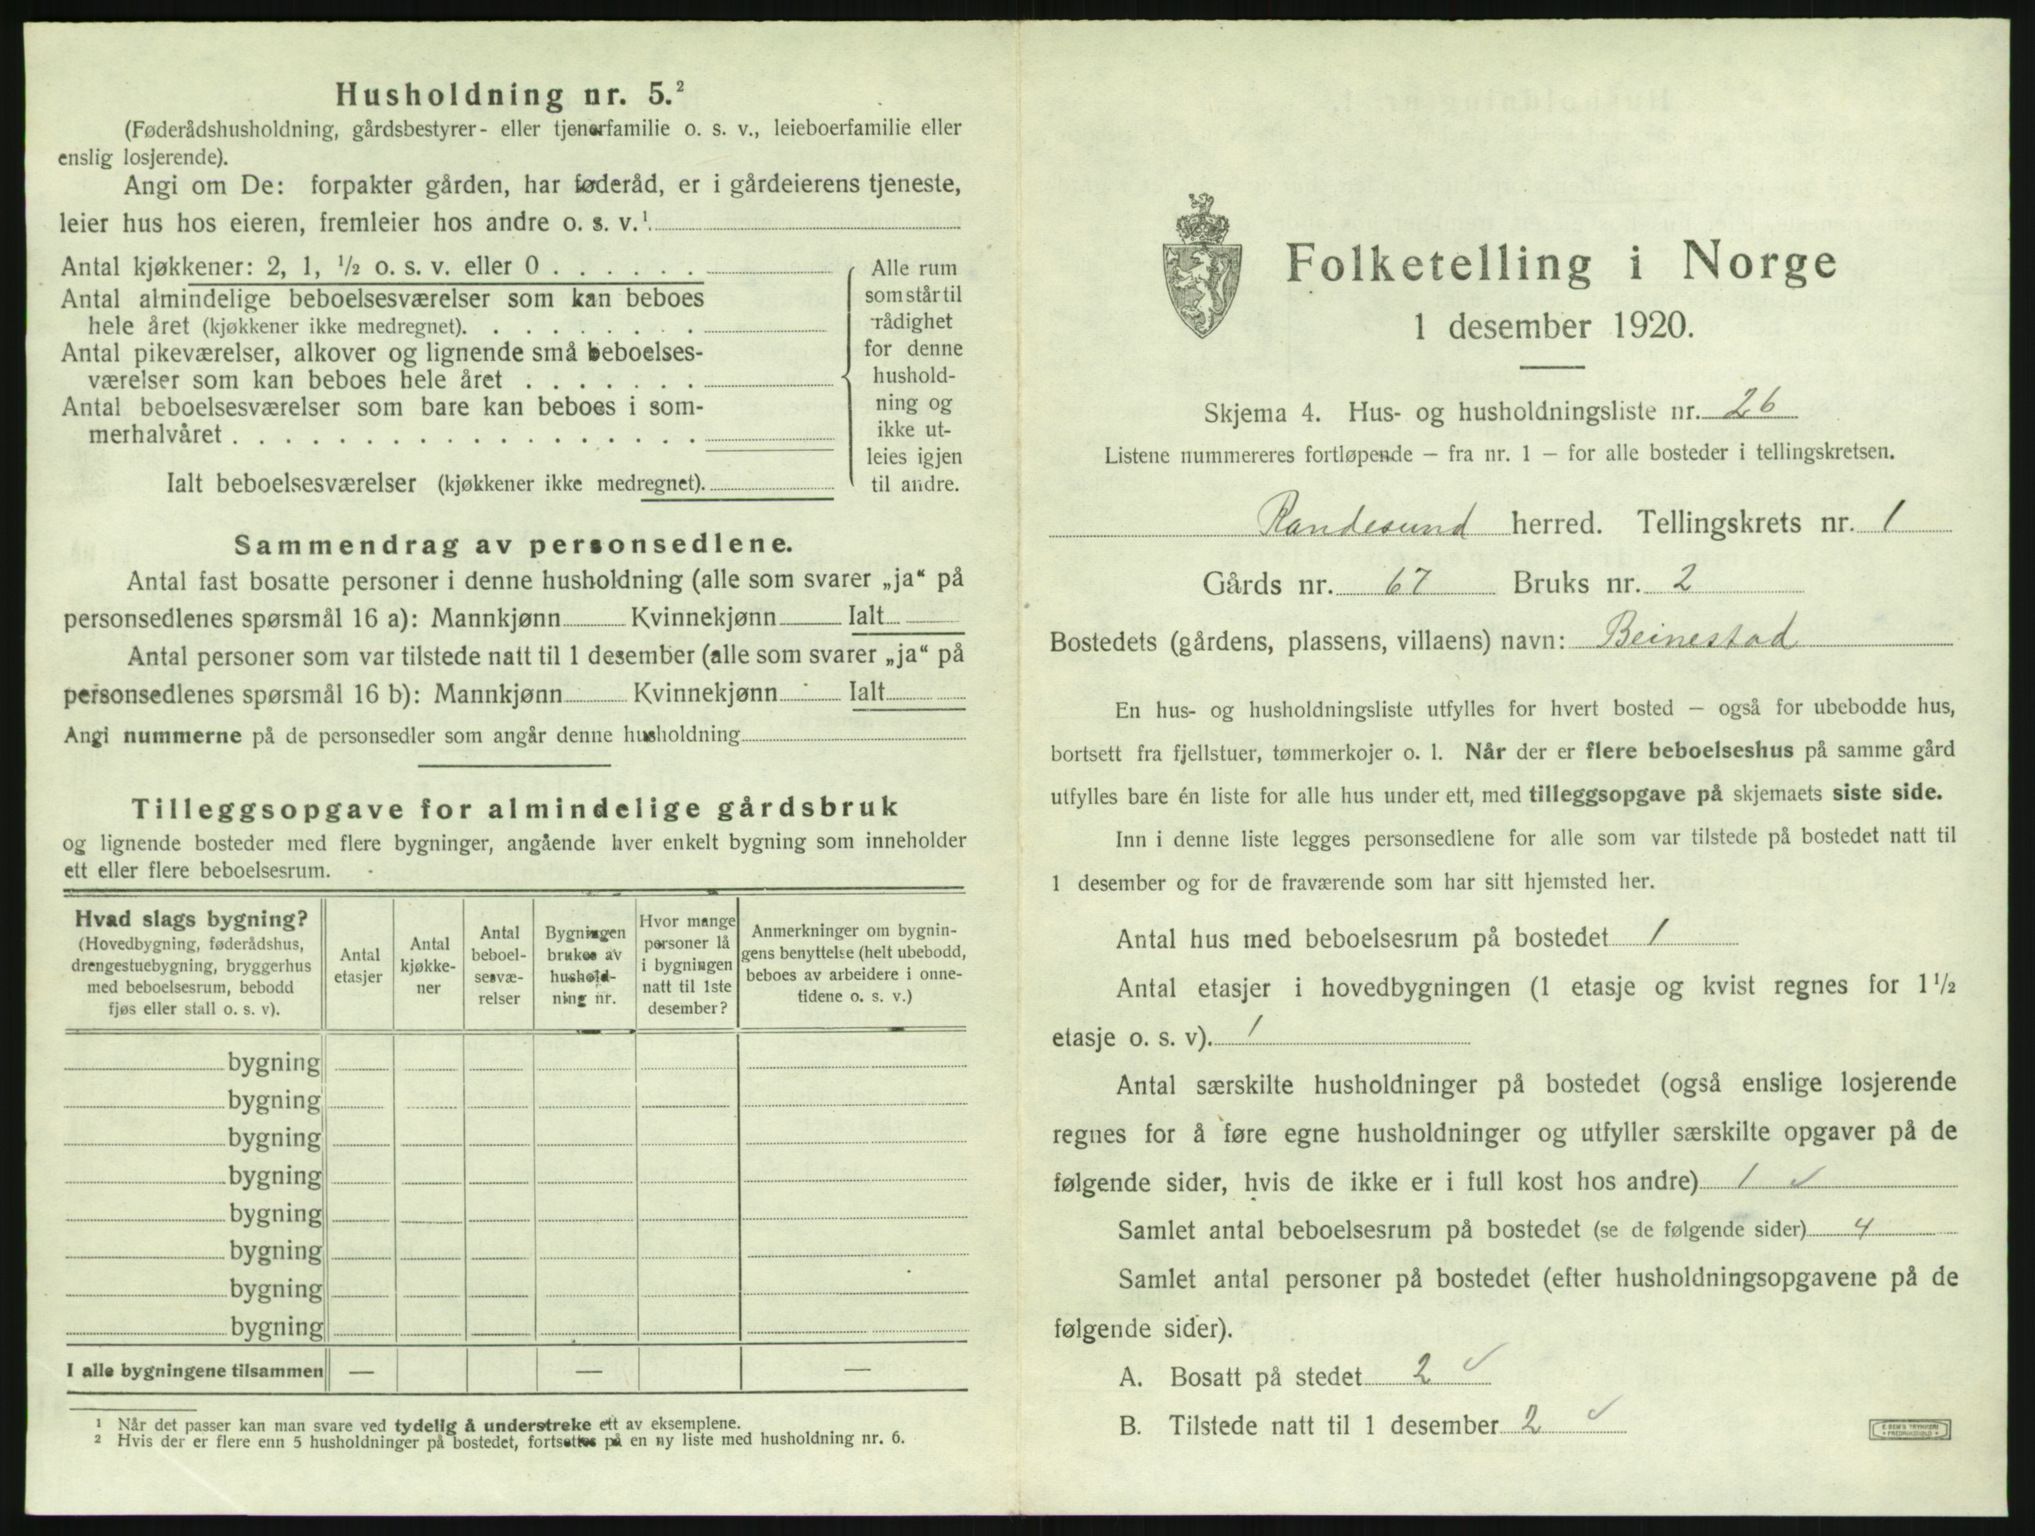 Husholdning nr. 5.²
(Føderådshusholdning, gårdsbestyrer- eller tjenerfamilie o. s. v., leieboerfamilie eller
enslig losjerende).
Angi om De: forpakter gården, har føderåd, er i gårdeierens tjeneste,
leier hus hos eieren, fremleier hos andre o. s. v.¹
Antal kjøkkener: 2, 1, ½ o. s. v. eller 0 . . . . . .
Antal almindelige beboelsesværelser som kan beboes
hele året (kjøkkener ikke medregnet). . . . . . . . .
Antal pikeværelser, alkover og lignende små beboelses-
værelser som kan beboes hele året . . . . . . .
Antal beboelsesværelser som bare kan beboes i som-
merhalvåret . . . . . . . . . . . . . . . . . .
Ialt beboelsesværelser (kjøkkener ikke medregnet).
Alle rum
som står til
rådighet
for denne
hushold-
ning og
ikke ut-
leies igjen
til andre.
Sammendrag av personsedlene.
Antal fast bosatte personer i denne husholdning (alle som svarer „ja“ på
personsedlenes spørsmål 16 a): Mannkjønn Kvinnekjønn Ialt
Antal personer som var tilstede natt til 1 desember (alle som svarer „ja“ på
personsedlenes spørsmål 16 b): Mannkjønn Kvinnekjønn Ialt
Angi nummerne på de personsedler som angår denne husholdning
Tilleggsopgave for almindelige gårdsbruk
og lignende bosteder med flere bygninger, angående hver enkelt bygning som inneholder
ett eller flere beboelsesrum.
Hvad slags bygning?
(Hovedbygning, føderådshus,
drengestuebygning, bryggerhus
med beboelsesrum, bebodd
fjøs eller stall o. s. v).
Antal
etasjer
Antal
kjøkke-
ner
Antal
beboel-
sesvæ-
relser
Bygningen
brukes av
hushold-
ning nr.
Hvor mange
personer lå
i bygningen
natt til 1ste
desember?
Anmerkninger om bygnin-
gens benyttelse (helt ubebodd,
beboes av arbeidere i onne-
tidene o. s. v.)
bygning
bygning
bygning
bygning
bygning
bygning
bygning
bygning
I alle bygningene tilsammen — — —
¹ Når det passer kan man svare ved tydelig å understreke ett av eksemplene.
² Hvis der er flere enn 5 husholdninger på bostedet, fortsettes på en ny liste med husholdning nr. 6.
Folketelling i Norge
1 desember 1920.
Skjema 4. Hus- og husholdningsliste nr. 26
Listene nummereres fortløpende — fra nr. 1 — for alle bosteder i tellingskretsen.
Randesund herred. Tellingskrets nr. 1
Gårds nr. 67 Bruks nr. 2
Bostedets (gårdens, plassens, villaens) navn: Beinestad
En hus- og husholdningsliste utfylles for hvert bosted — også for ubebodde hus,
bortsett fra fjellstuer, tømmerkojer o. l. Når der er flere beboelseshus på samme gård
utfylles bare én liste for alle hus under ett, med tilleggsopgave på skjemaets siste side.
Inn i denne liste legges personsedlene for alle som var tilstede på bostedet natt til
1 desember og for de fraværende som har sitt hjemsted her.
Antal hus med beboelsesrum på bostedet 1
Antal etasjer i hovedbygningen (1 etasje og kvist regnes for 1½
etasje o. s. v). 1
Antal særskilte husholdninger på bostedet (også enslige losjerende
regnes for å føre egne husholdninger og utfyller særskilte opgaver på de
følgende sider, hvis de ikke er i full kost hos andre) 1 ✓
Samlet antal beboelsesrum på bostedet (se de følgende sider) 4
Samlet antal personer på bostedet (efter husholdningsopgavene på de
følgende sider).
A. Bosatt på stedet 2 ✓
B. Tilstede natt til 1 desember 2 ✓